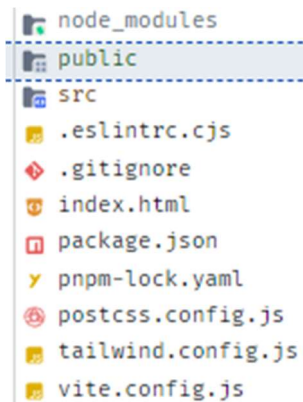 node_modules
public
src
.eslintrc.cjs
.gitignore
index.html
package.json
pnpm-lock.yaml
postcss.config.js
tailwind.config.js
vite.config.js